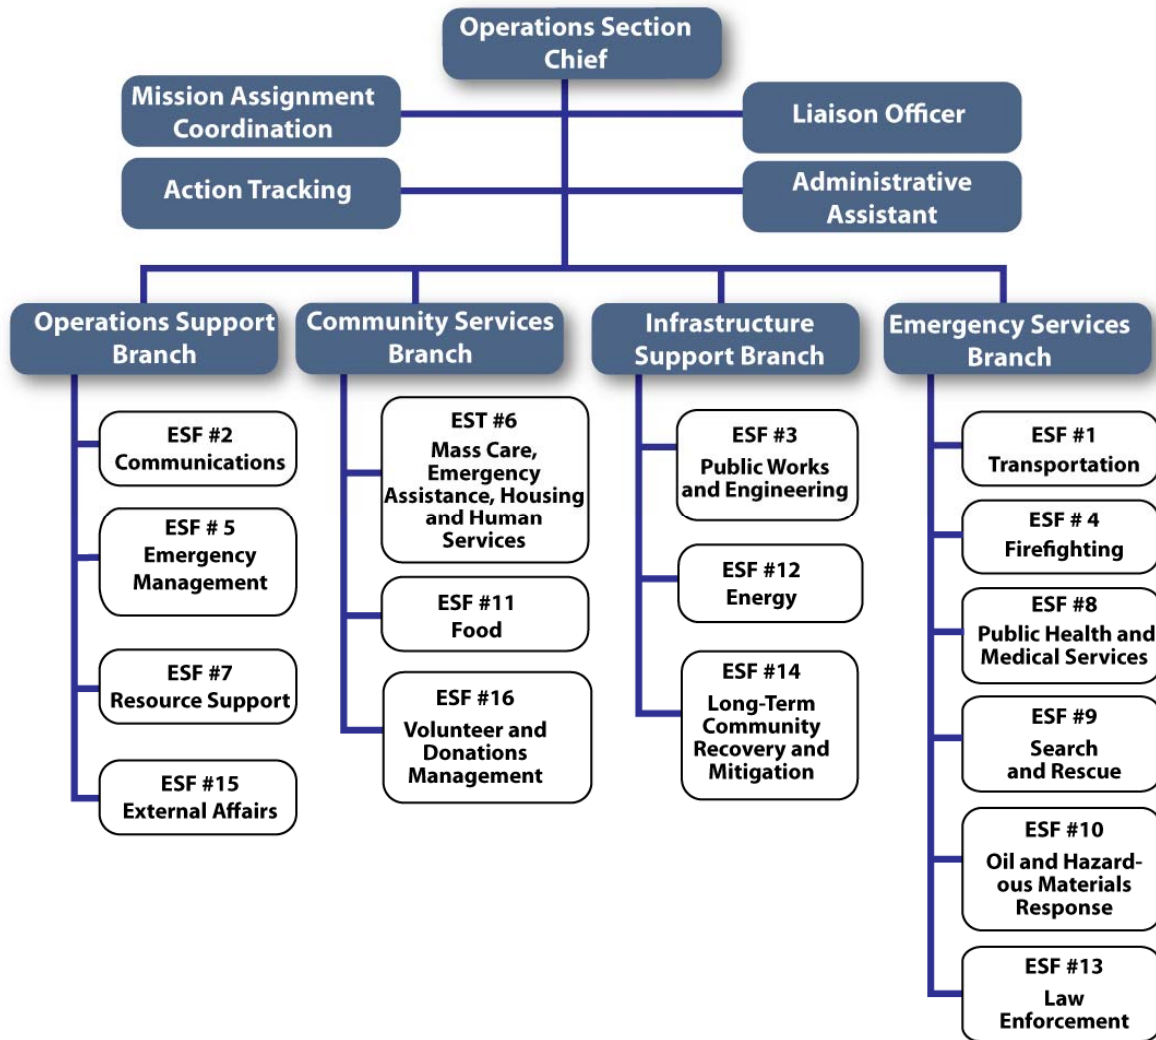 Operations Section
Chief
Mission Assignment
Coordination
Liaison Officer
Action Tracking
Administrative
Assistant
Operations Support
Branch
ESF #2
Communications
ESF # 5
Emergency
Management
ESF #7
Resource Support
ESF #15
External Affairs
Community Services
Branch
EST #6
Mass Care,
Emergency
Assistance, Housing
and Human
Services
ESF #11
Food
ESF #16
Volunteer and
Donations
Management
Infrastructure
Support Branch
ESF #3
Public Works
and Engineering
ESF #12
Energy
ESF #14
Long-Term
Community
Recovery and
Mitigation
Emergency Services
Branch
ESF #1
Transportation
ESF # 4
Firefighting
ESF #8
Public Health and
Medical Services
ESF #9
Search
and Rescue
ESF #10
Oil and Hazard-
ous Materials
Response
ESF #13
Law
Enforcement